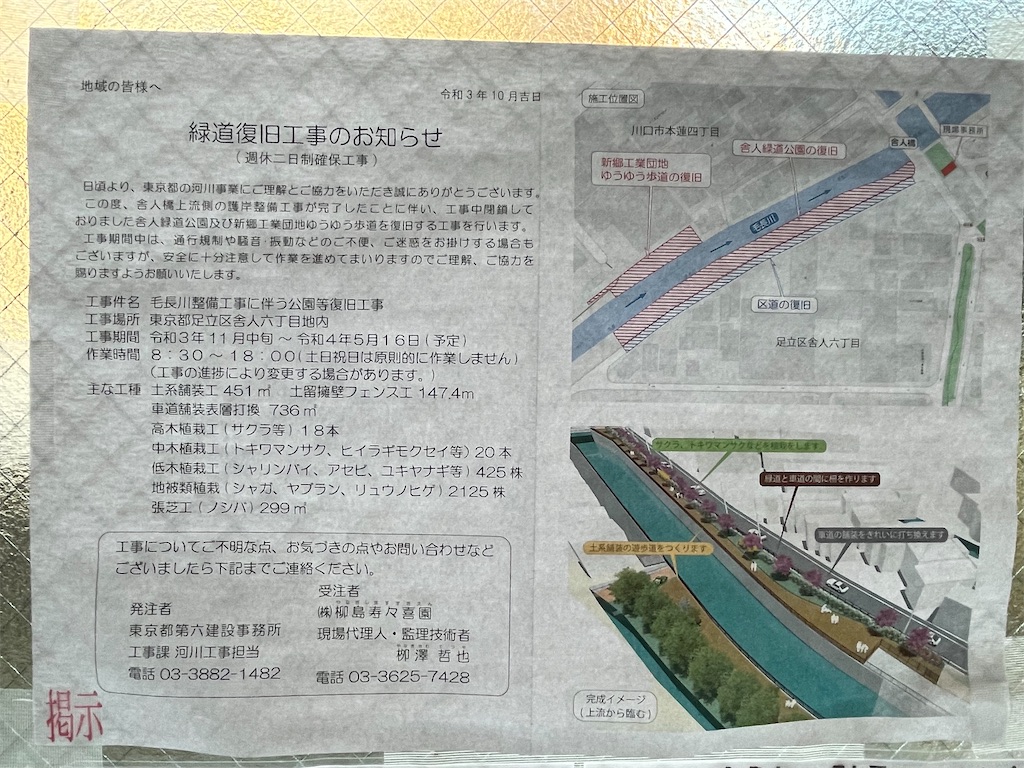 地域の皆様へ
令和3年10月吉日
緑道復旧工事のお知らせ
（週休二日制確保工事）
日頃より、東京都の河川事業にご理解とご協力をいただき誠にありがとうございます。
この度、舎人橋上流側の護岸整備工事が完了したことに伴い、工事中閉鎖して
おりました舎人緑道公園及び新郷工業団地ゆうゆう歩道を復旧する工事を行います。
工事期間中は、通行規制や騒音・振動などのご不便、ご迷惑をお掛けする場合も
ございますが、安全に十分注意して作業を進めてまいりますのでご理解、ご協力を
賜りますようお願いいたします。
工事件名 毛長川整備工事に伴う公園等復旧工事
工事場所 東京都足立区舎人六丁目地内
工事期間 令和3年11月中旬～令和4年5月16日（予定）
作業時間 8：30～18：00（土日祝日は原則的に作業しません）
（工事の進捗により変更する場合があります。）
主な工種 土系舗装工 451㎡ 土留擁壁フェンス工 147.4m
車道舗装表層打換 736㎡
高木植栽工（サクラ等）18本
中木植栽工（トキワマンサク、ヒイラギモクセイ等）20本
低木植栽工（シャリンバイ、アセビ、ユキヤナギ等）425株
地被類植栽（シャガ、ヤブラン、リュウノヒゲ）2125株
張芝工（ノシバ）299㎡
工事についてご不明な点、お気づきの点やお問い合わせなど
ございましたら下記までご連絡ください。
発注者
東京都第六建設事務所
工事課 河川工事担当
電話 03-3882-1482
受注者
㈱柳島寿々喜園
現場代理人・監理技術者
栁澤 哲也
電話 03-3625-7428
掲示
施工位置図
川口市本蓮四丁目
新郷工業団地
ゆうゆう歩道の復旧
舎人緑道公園の復旧
舎人橋
現場事務所
毛長川
区道の復旧
足立区舎人六丁目
サクラ、トキワマンサクなどを植栽をします
緑道と車道の間に柵を作ります
車道の舗装をきれいに打ち換えます
土系舗装の遊歩道をつくります
完成イメージ
（上流から臨む）